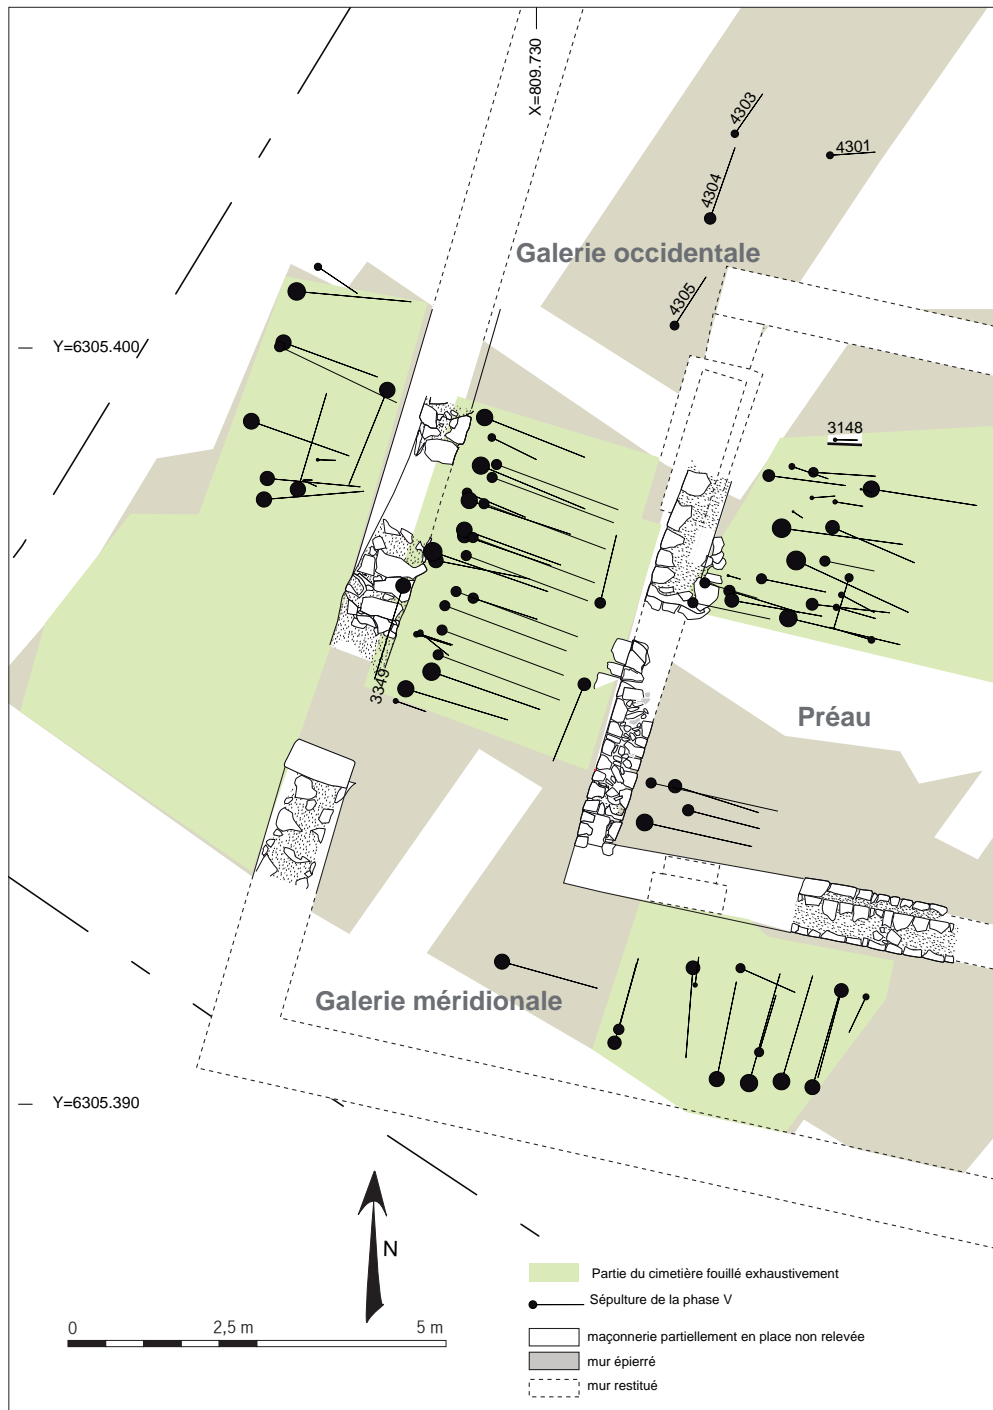 X=809.730
4303
4301
4304
Galerie occidentale
4305
Y=6305.400
3148
3349
Préau
Galerie méridionale
Y=6305.390
N
0 2,5 m 5 m
Partie du cimetière fouillé exhaustivement
Sépulture de la phase V
maçonnerie partiellement en place non relevée
mur épierré
mur restitué